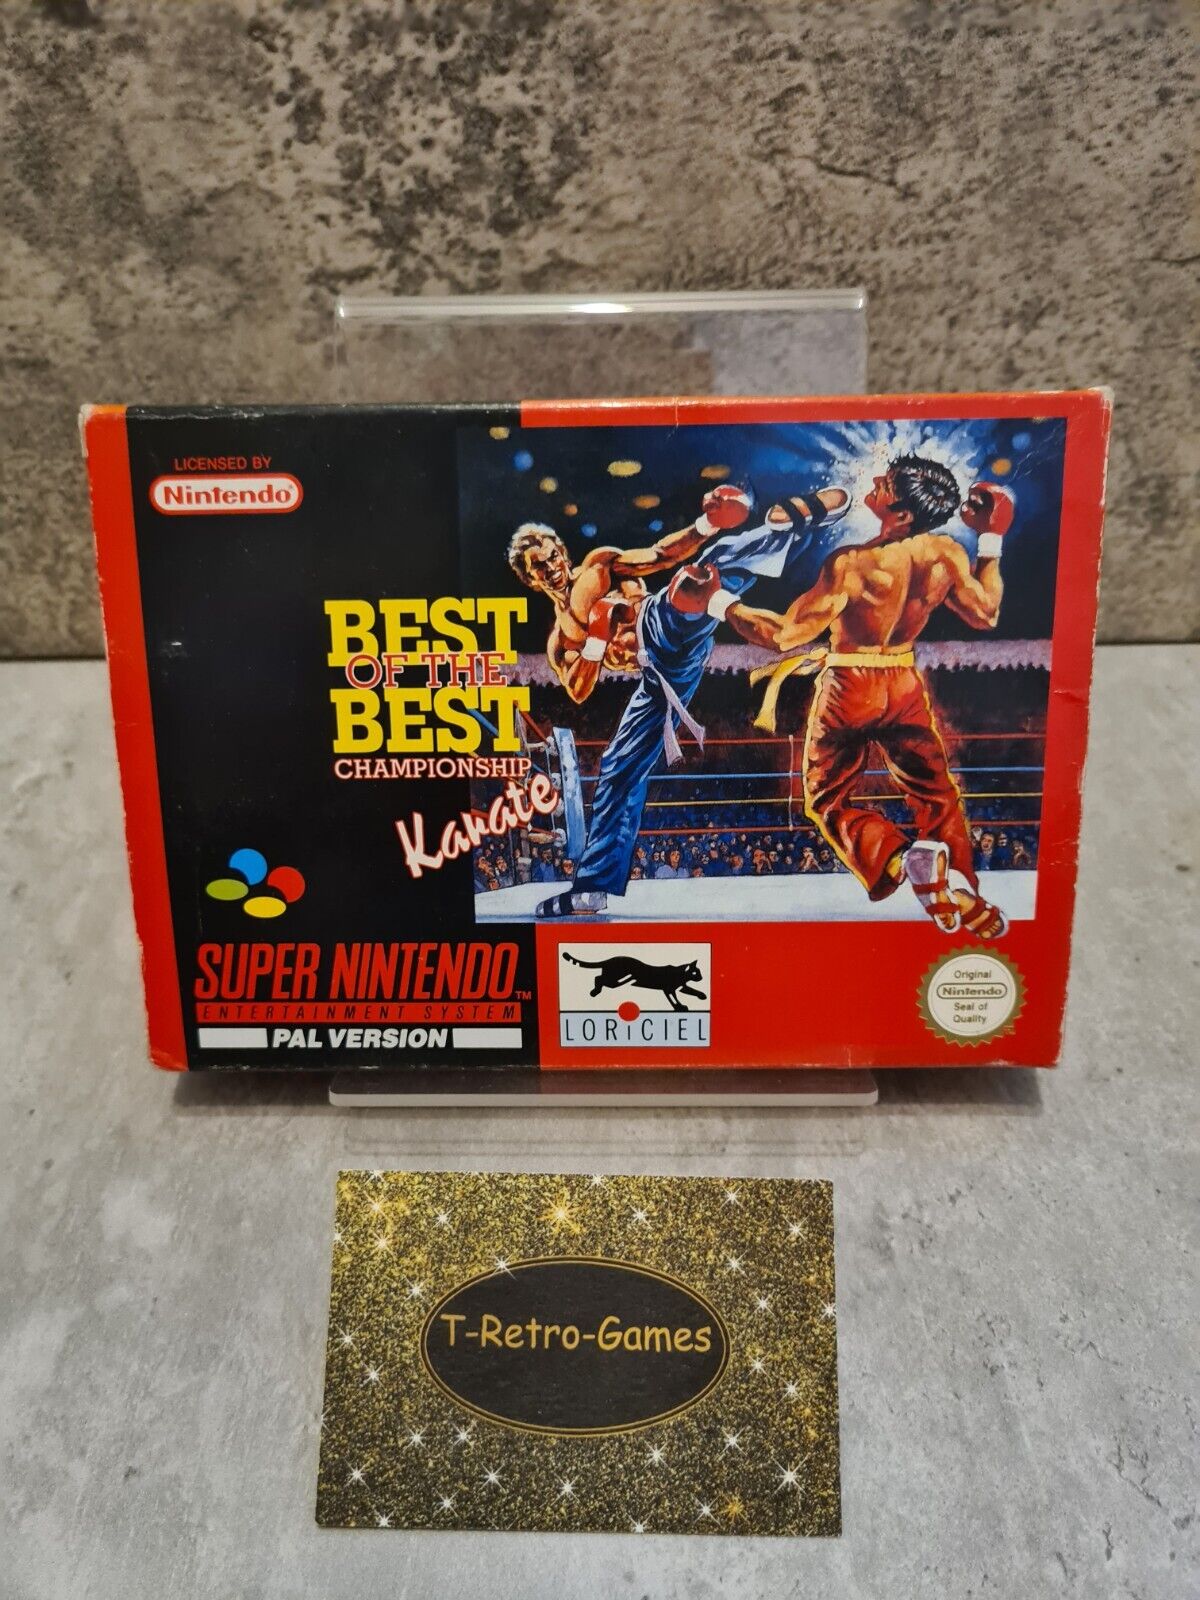 LICENSED BY
Nintendo
BEST
OF THE
BEST
CHAMPIONSHIP
Karate
SUPER NINTENDO TM
ENTERTAINMENT SYSTEM
PAL VERSION
LORICIEL
Original
Nintendo
Seal of
Quality
T-Retro-Games